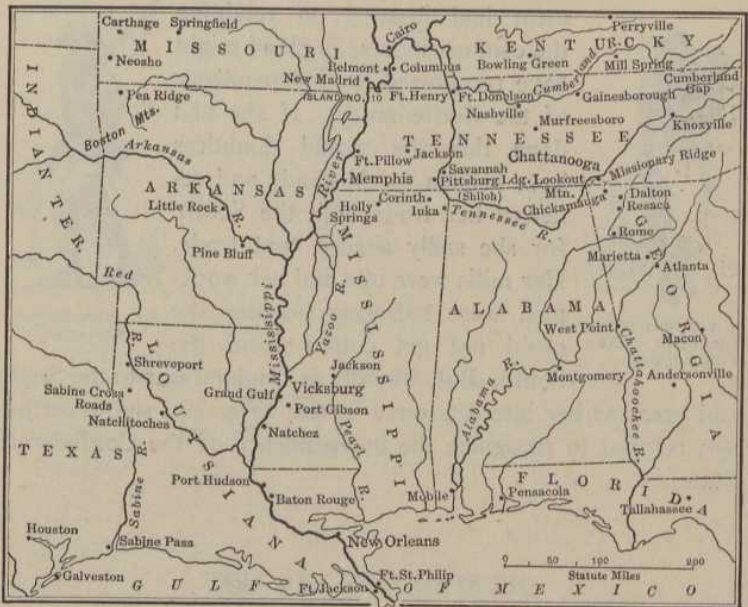 Carthage Springfield
Neosho
MISSOURI
Cairo
Belmont
Columbus
New Madrid
ISLAND NO. 10
KENTUCKY
Perryville
Bowling Green
Mill Spring
Cumberland
Cumberland
Gap
Ft. Henry
Ft. Donelson
Gainesborough
Nashville
Murfreesboro
Knoxville
TENNESSEE
Chattanooga
Missionary Ridge
Lookout
Mtn.
Chickamauga
Dalton
Resaca
Rome
INDIAN TER.
Pea Ridge
Boston
Mts.
Arkansas
R.
ARKANSAS
Little Rock
Pine Bluff
River
Ft. Pillow
Jackson
Memphis
Savannah
Pittsburg Ldg.
(Shiloh)
Holly
Springs
Corinth
Iuka
Tennessee R.
Marietta
Atlanta
GEORGIA
Macon
Andersonville
ALABAMA
West Point
Montgomery
Chattahoochee R.
Alabama
R.
Mobile
Pensacola
FLORIDA
Tallahassee
Red
R.
Mississippi
Yazoo R.
MISSISSIPPI
Jackson
Vicksburg
Grand Gulf
Port Gibson
Natchez
Pearl R.
LOUISIANA
Shreveport
Sabine Cross
Roads
Natchitoches
TEXAS
Sabine R.
Port Hudson
Baton Rouge
Houston
Sabine Pass
Galveston
New Orleans
Ft. Jackson
Ft. St. Philip
GULF OF MEXICO
0 50 100 200
Statute Miles